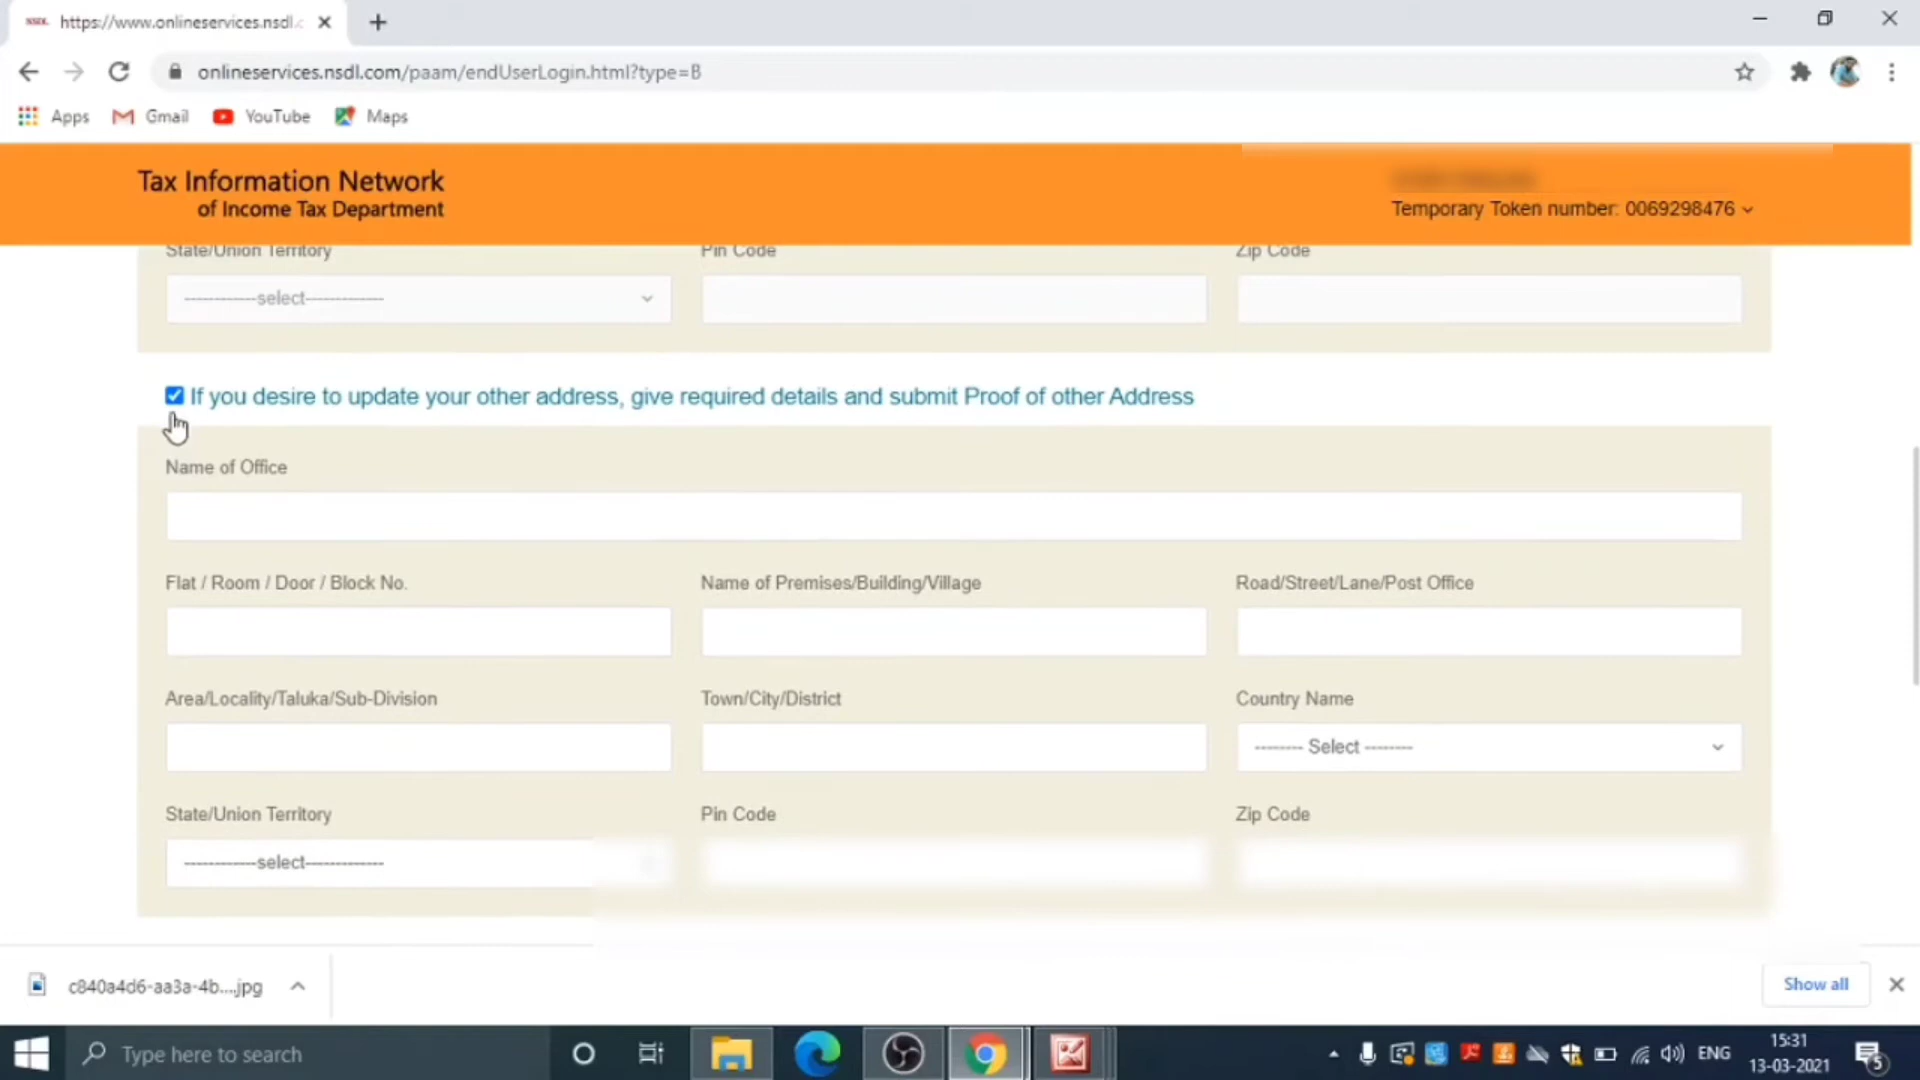 NSDL https://www.onlineservices.nsdl.c
onlineservices.nsdl.com/paam/endUserLogin.html?type=B
Apps Gmail YouTube Maps
Tax Information Network
of Income Tax Department
Temporary Token number: 0069298476
State/Union Territory Pin Code Zip Code
------------select-------------
If you desire to update your other address, give required details and submit Proof of other Address
Name of Office
Flat / Room / Door / Block No. Name of Premises/Building/Village Road/Street/Lane/Post Office
Area/Locality/Taluka/Sub-Division Town/City/District Country Name
-------- Select --------
State/Union Territory Pin Code Zip Code
------------select-------------
c840a4d6-aa3a-4b....jpg Show all
Type here to search ENG 15:31
13-03-2021 5